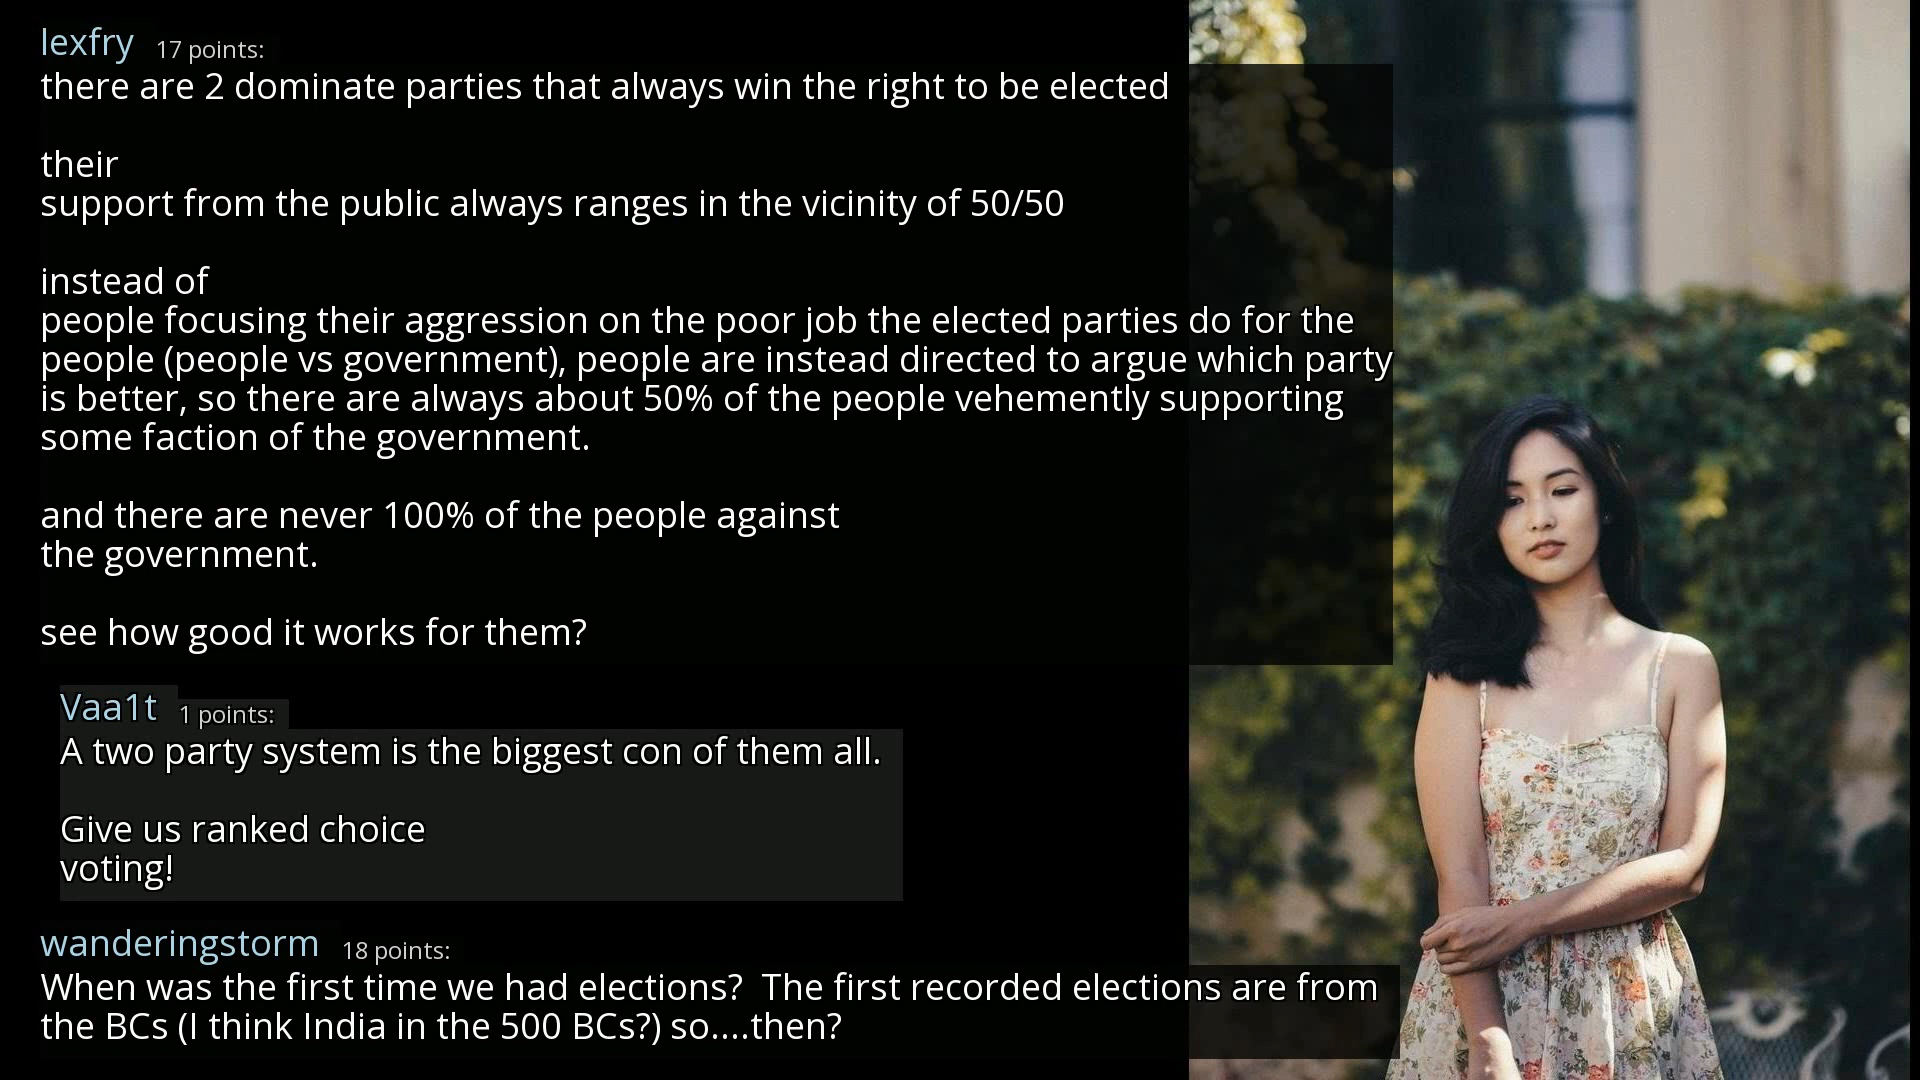 lexfry 17 points:
there are 2 dominate parties that always win the right to be elected
their
support from the public always ranges in the vicinity of 50/50
instead of
people focusing their aggression on the poor job the elected parties do for the
people (people vs government), people are instead directed to argue which party
is better, so there are always about 50% of the people vehemently supporting
some faction of the government.
and there are never 100% of the people against
the government.
see how good it works for them?
Vaa1t 1 points:
A two party system is the biggest con of them all.
Give us ranked choice
voting!
wanderingstorm 18 points:
When was the first time we had elections?  The first recorded elections are from
the BCs (I think India in the 500 BCs?) so....then?